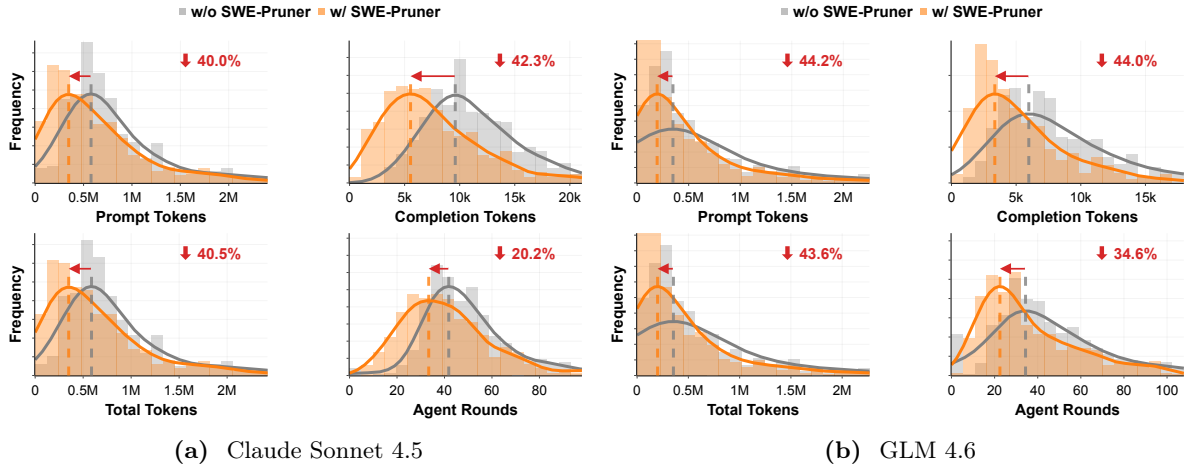 w/o SWE-Pruner w/ SWE-Pruner
40.0%
Frequency
0 0.5M 1M 1.5M 2M
Prompt Tokens
42.3%
0 5k 10k 15k 20k
Completion Tokens
40.5%
Frequency
0 0.5M 1M 1.5M 2M
Total Tokens
20.2%
0 20 40 60 80
Agent Rounds
(a) Claude Sonnet 4.5
w/o SWE-Pruner w/ SWE-Pruner
44.2%
Frequency
0 0.5M 1M 1.5M 2M
Prompt Tokens
44.0%
0 5k 10k 15k
Completion Tokens
43.6%
Frequency
0 0.5M 1M 1.5M 2M
Total Tokens
34.6%
0 20 40 60 80 100
Agent Rounds
(b) GLM 4.6